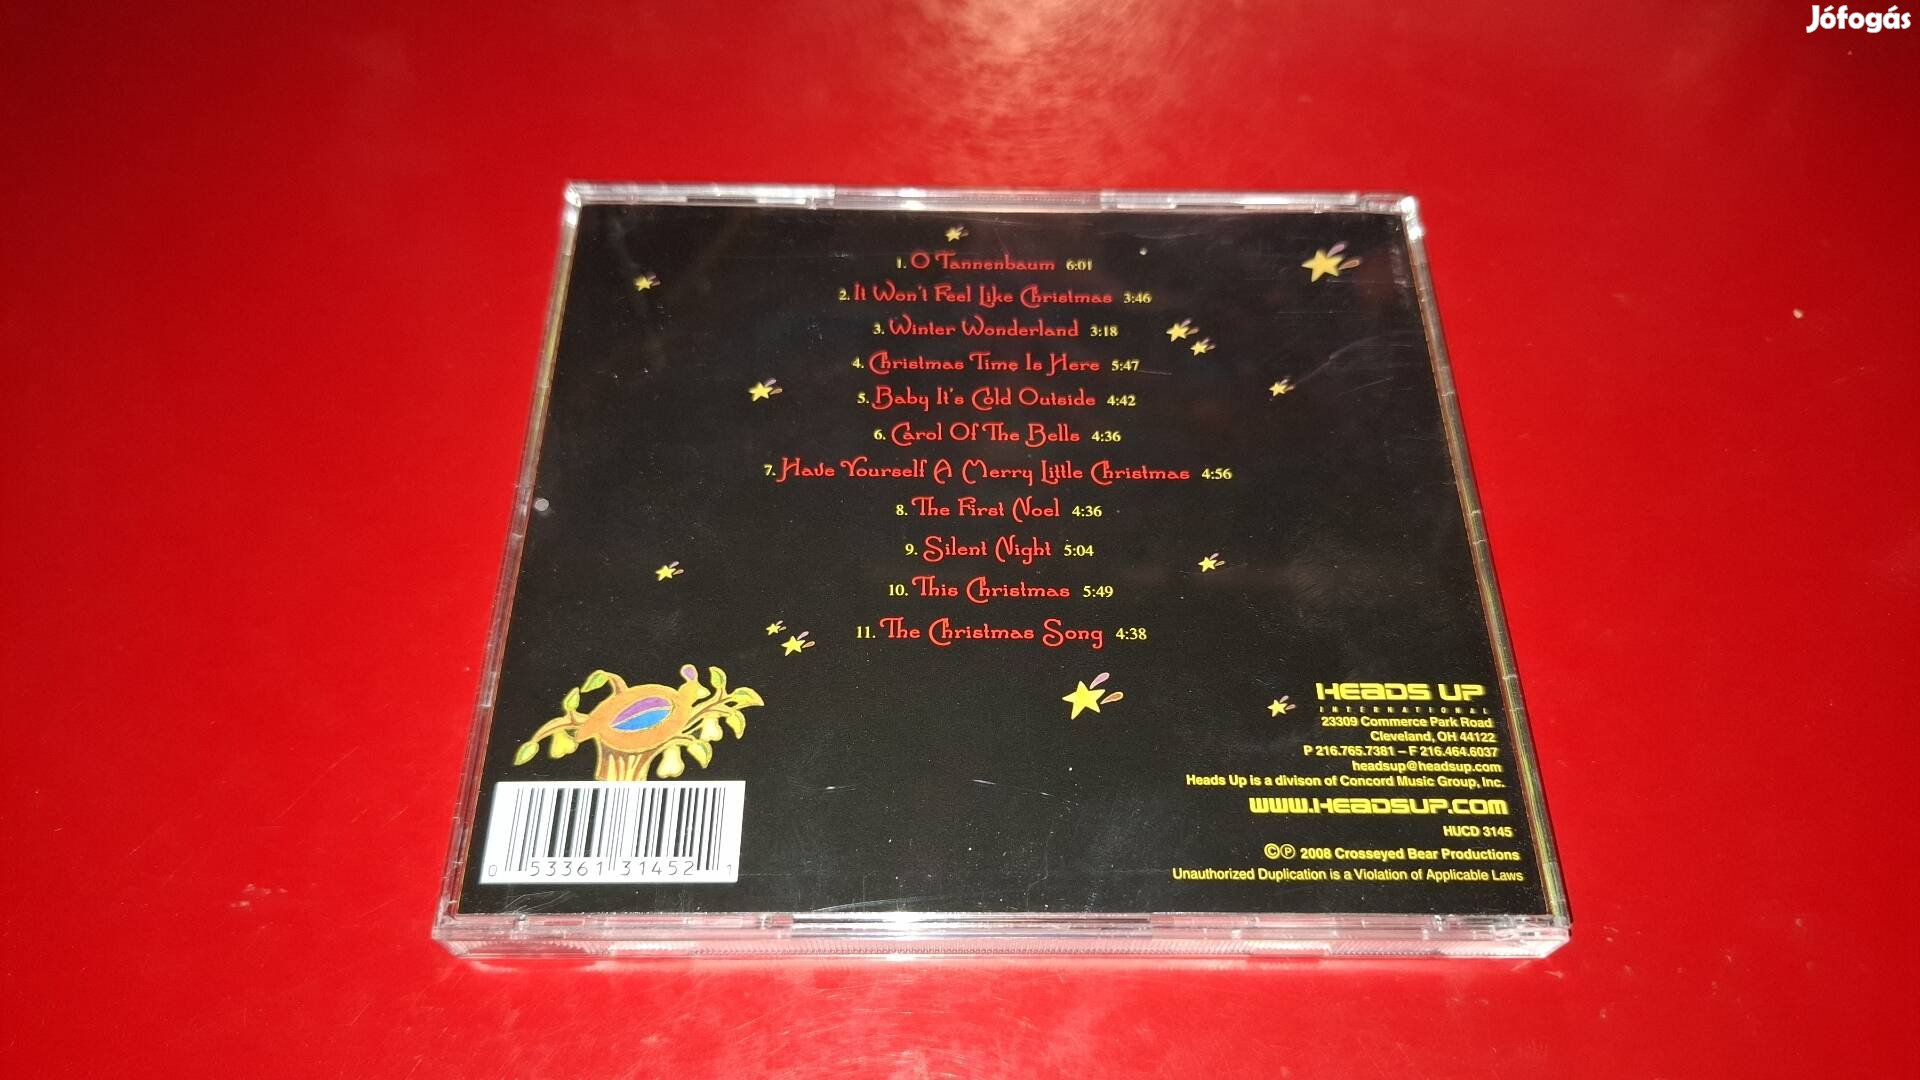 Jófogás
1. O Tannenbaum 6:01
2. It Won't Feel Like Christmas 3:46
3. Winter Wonderland 3:18
4. Christmas Time Is Here 5:47
5. Baby It's Cold Outside 4:42
6. Carol Of The Bells 4:36
7. Have Yourself A Merry Little Christmas 4:56
8. The First Noel 4:36
9. Silent Night 5:04
10. This Christmas 5:49
11. The Christmas Song 4:38
HEADS UP
INTERNATIONAL
23309 Commerce Park Road
Cleveland, OH 44122
P 216.765.7381 – F 216.464.6037
headsup@headsup.com
Heads Up is a divison of Concord Music Group, Inc.
WWW.HEADSUP.COM
HUCD 3145
©℗ 2008 Crosseyed Bear Productions
Unauthorized Duplication is a Violation of Applicable Laws
0 53361 31452 1